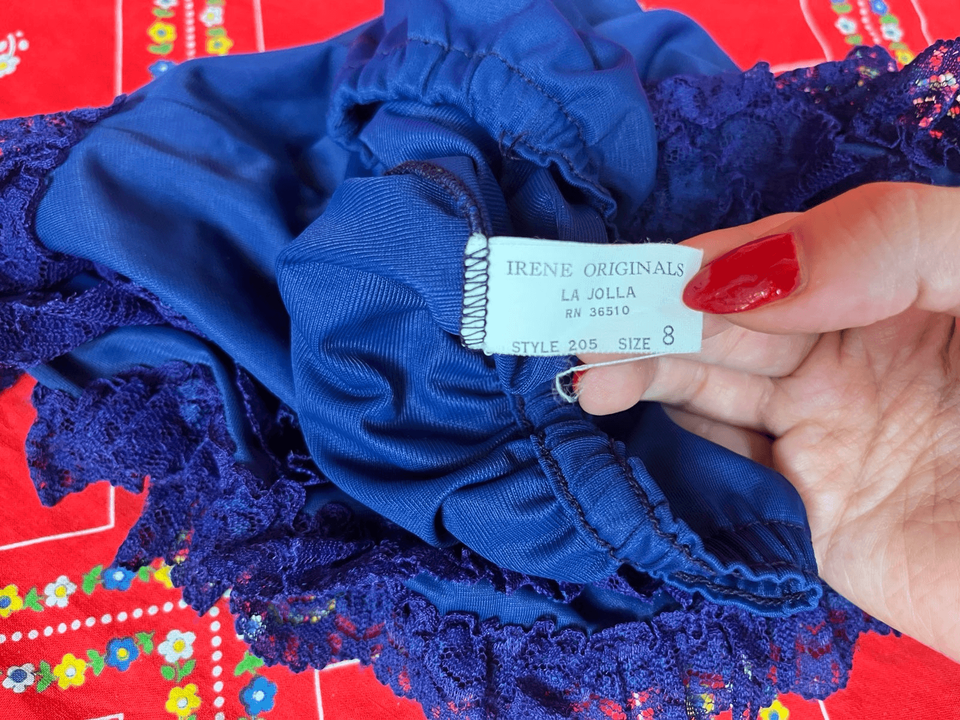 IRENE ORIGINALS
LA JOLLA
RN 36510
STYLE 205 SIZE 8